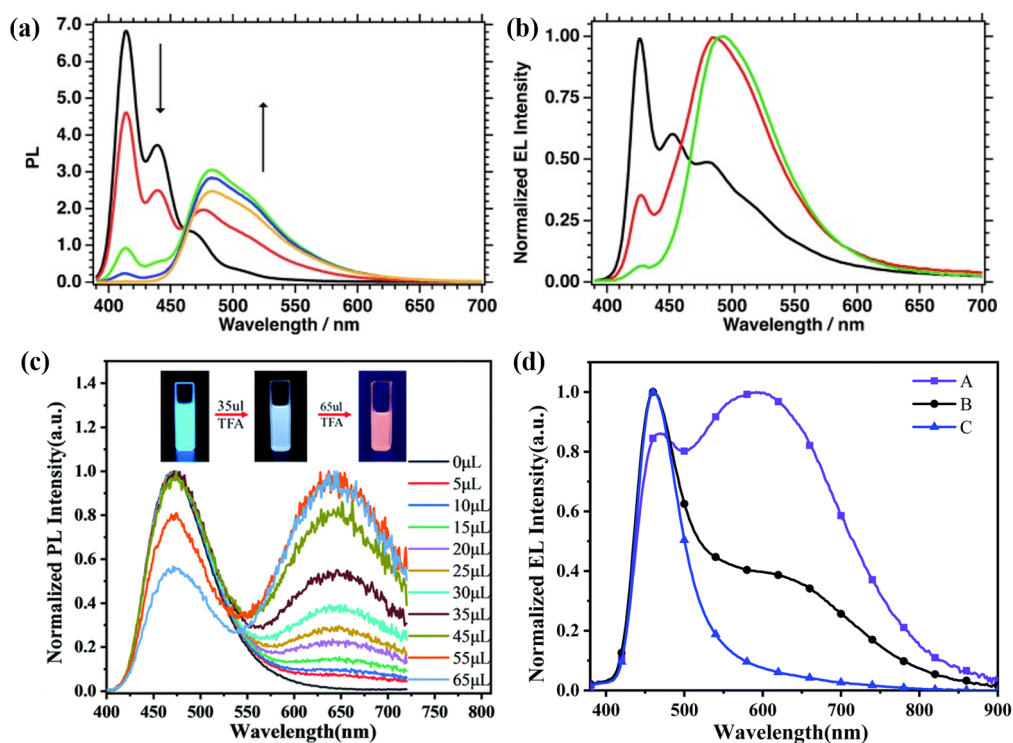 (a)
7.0
6.0
5.0
4.0
3.0
2.0
1.0
0.0
PL
400 450 500 550 600 650 700
Wavelength / nm
(b)
1.00
0.75
0.50
0.25
0.00
Normalized EL Intensity
400 500 600 700
Wavelength / nm
(c)
1.4
1.2
1.0
0.8
0.6
0.4
0.2
0.0
Normalized PL Intensity(a.u.)
35ul
TFA
65ul
TFA
0μL
5μL
10μL
15μL
20μL
25μL
30μL
35μL
45μL
55μL
65μL
400 450 500 550 600 650 700 750 800
Wavelength(nm)
(d)
1.0
0.8
0.6
0.4
0.2
0.0
Normalized EL Intensity(a.u.)
A
B
C
400 500 600 700 800 900
Wavelength(nm)